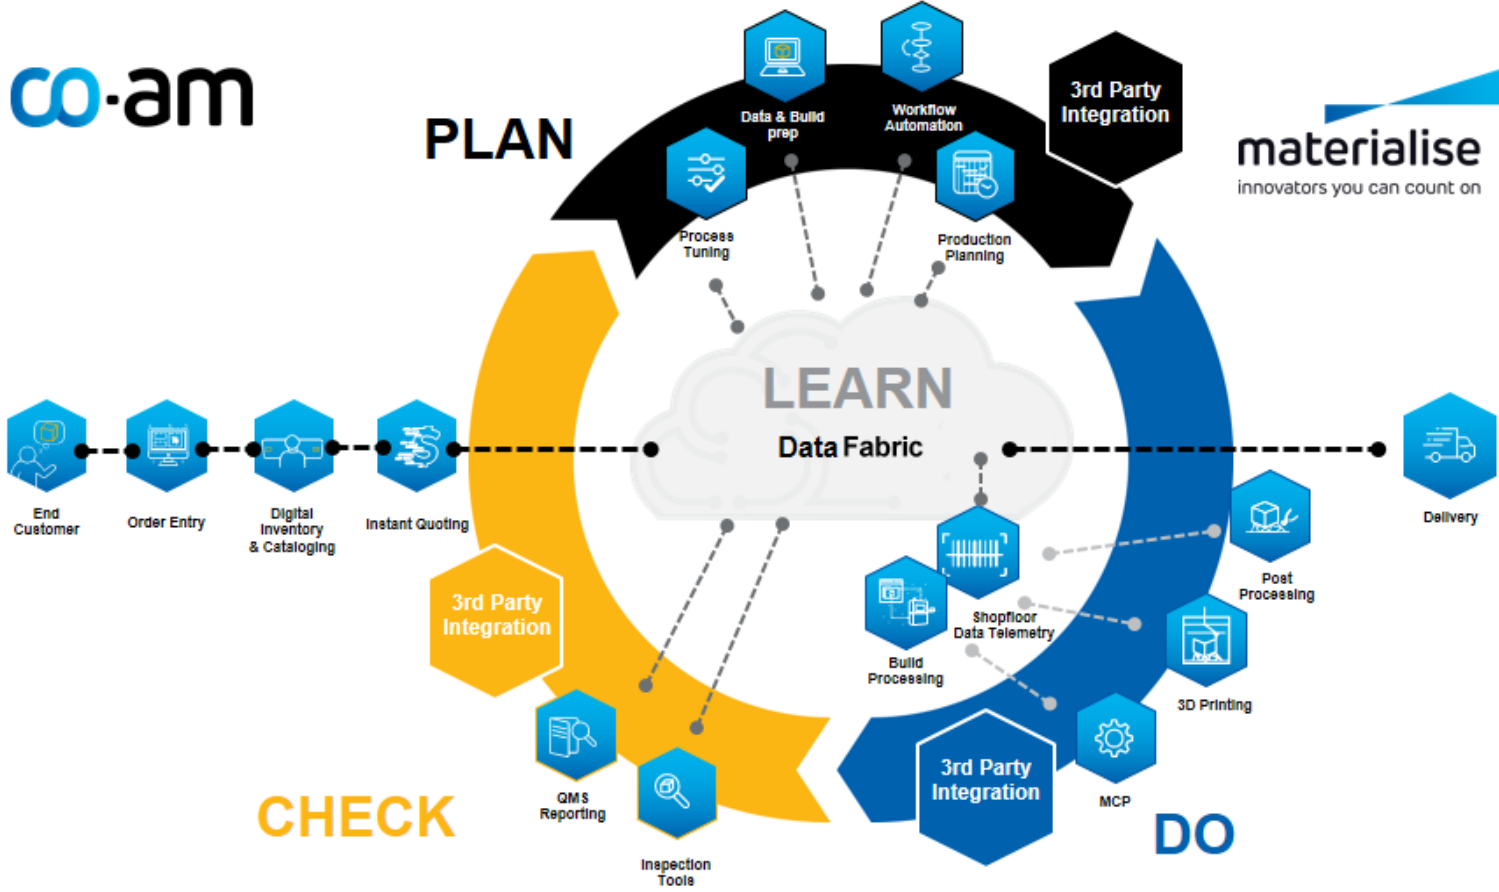 co-am
PLAN
Data & Build
prep
Workflow
Automation
3rd Party
Integration
materialise
innovators you can count on
Process
Tuning
Production
Planning
LEARN
Data Fabric
End
Customer
Order Entry
Digital
Inventory
& Cataloging
Instant Quoting
Delivery
3rd Party
Integration
Shopfloor
Data Telemetry
Post
Processing
Build
Processing
3D Printing
QMS
Reporting
3rd Party
Integration
MCP
CHECK
DO
Inspection
Tools